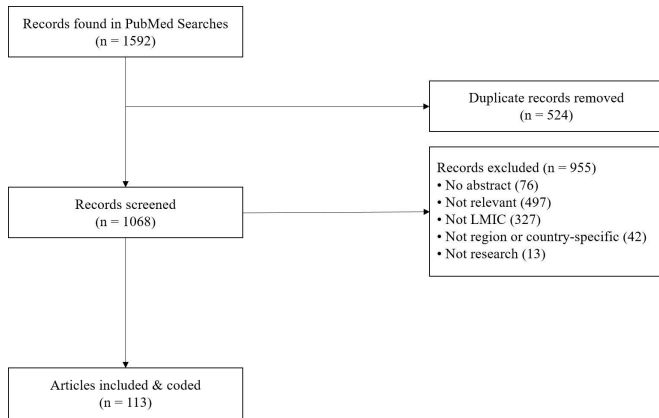 Records found in PubMed Searches
(n = 1592)
Duplicate records removed
(n = 524)
Records excluded (n = 955)
• No abstract (76)
• Not relevant (497)
• Not LMIC (327)
• Not region or country-specific (42)
• Not research (13)
Records screened
(n = 1068)
Articles included & coded
(n = 113)